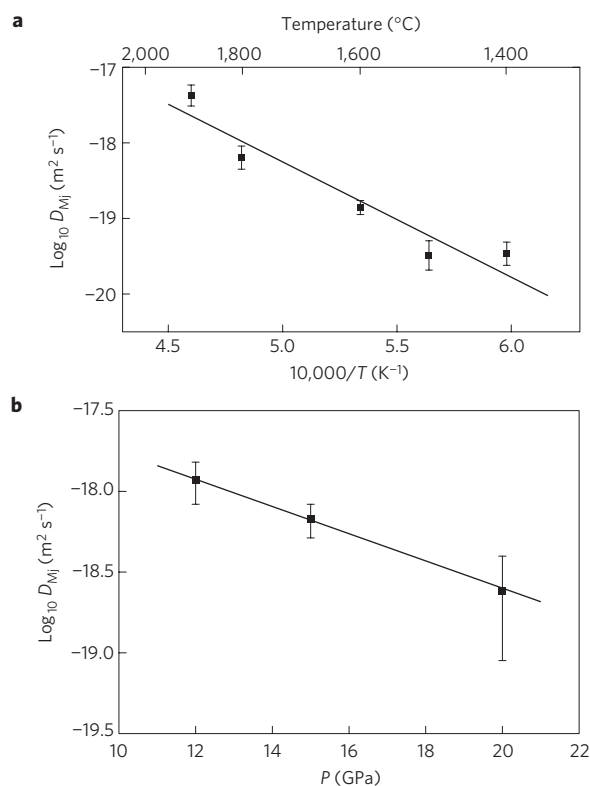 a
Temperature (°C)
2,000 1,800 1,600 1,400
−17
−18
−19
−20
Log₁₀ D_Mj (m² s⁻¹)
4.5 5.0 5.5 6.0
10,000/T (K⁻¹)
b
−17.5
−18.0
−18.5
−19.0
−19.5
Log₁₀ D_Mj (m² s⁻¹)
10 12 14 16 18 20 22
P (GPa)